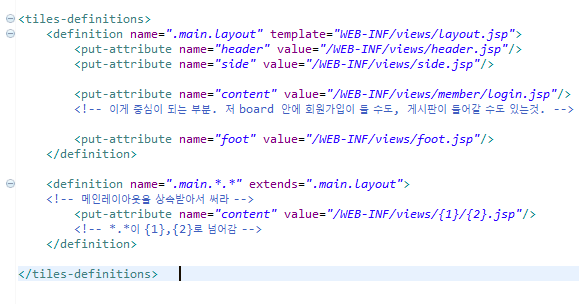 <tiles-definitions>
<definition name=".main.layout" template="WEB-INF/views/layout.jsp">
<put-attribute name="header" value="/WEB-INF/views/header.jsp"/>
<put-attribute name="side" value="/WEB-INF/views/side.jsp"/>
<put-attribute name="content" value="/WEB-INF/views/member/login.jsp"/>
<!-- 이게 중심이 되는 부분. 저 board 안에 회원가입이 들 수도, 게시판이 들어갈 수도 있는것. -->
<put-attribute name="foot" value="/WEB-INF/views/foot.jsp"/>
</definition>
<definition name=".main.*.*" extends=".main.layout">
<!-- 메인레이아웃을 상속받아서 써라 -->
<put-attribute name="content" value="/WEB-INF/views/{1}/{2}.jsp"/>
<!-- *.*이 {1},{2}로 넘어감 -->
</definition>
</tiles-definitions>